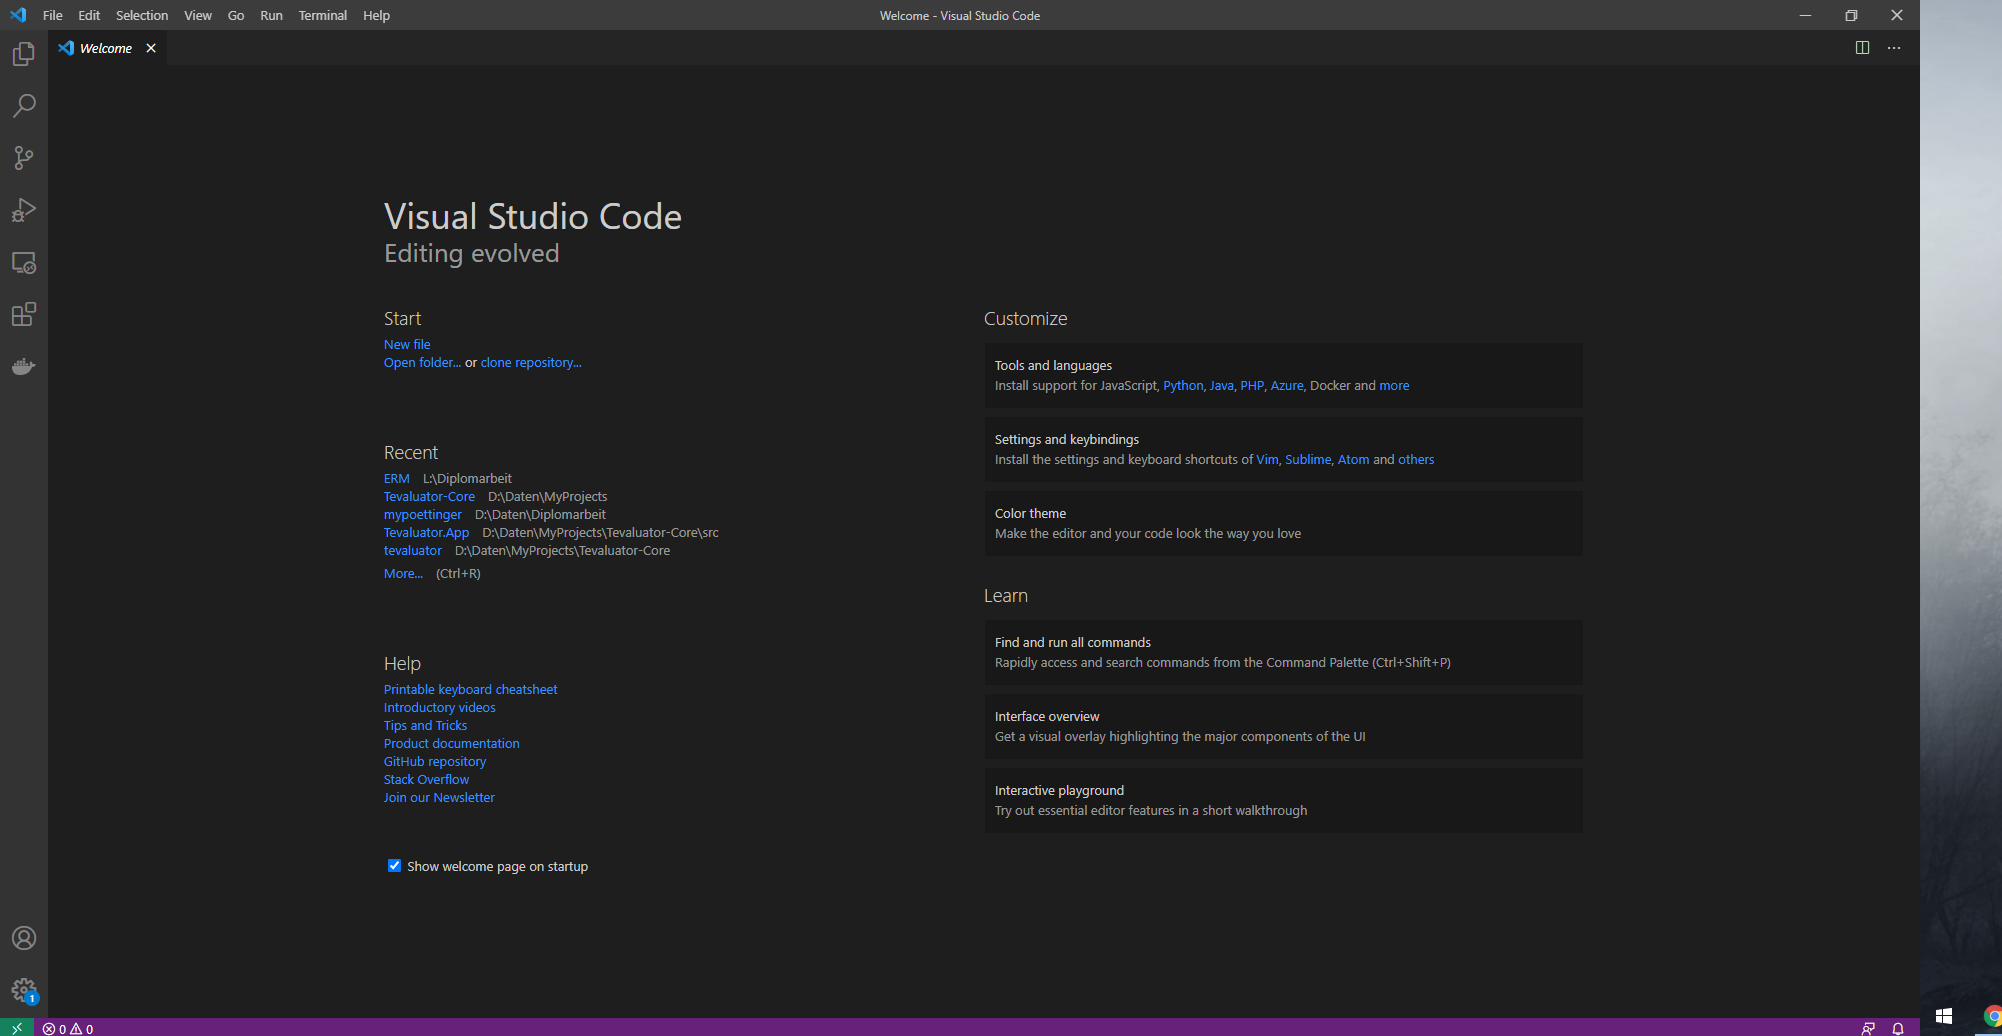 File Edit Selection View Go Run Terminal Help
Welcome - Visual Studio Code
Welcome
Visual Studio Code
Editing evolved
Start
New file
Open folder... or clone repository...
Recent
ERM L:\Diplomarbeit
Tevaluator-Core D:\Daten\MyProjects
mypoettinger D:\Daten\Diplomarbeit
Tevaluator.App D:\Daten\MyProjects\Tevaluator-Core\src
tevaluator D:\Daten\MyProjects\Tevaluator-Core
More... (Ctrl+R)
Help
Printable keyboard cheatsheet
Introductory videos
Tips and Tricks
Product documentation
GitHub repository
Stack Overflow
Join our Newsletter
Show welcome page on startup
Customize
Tools and languages
Install support for JavaScript, Python, Java, PHP, Azure, Docker and more
Settings and keybindings
Install the settings and keyboard shortcuts of Vim, Sublime, Atom and others
Color theme
Make the editor and your code look the way you love
Learn
Find and run all commands
Rapidly access and search commands from the Command Palette (Ctrl+Shift+P)
Interface overview
Get a visual overlay highlighting the major components of the UI
Interactive playground
Try out essential editor features in a short walkthrough
1
0 0